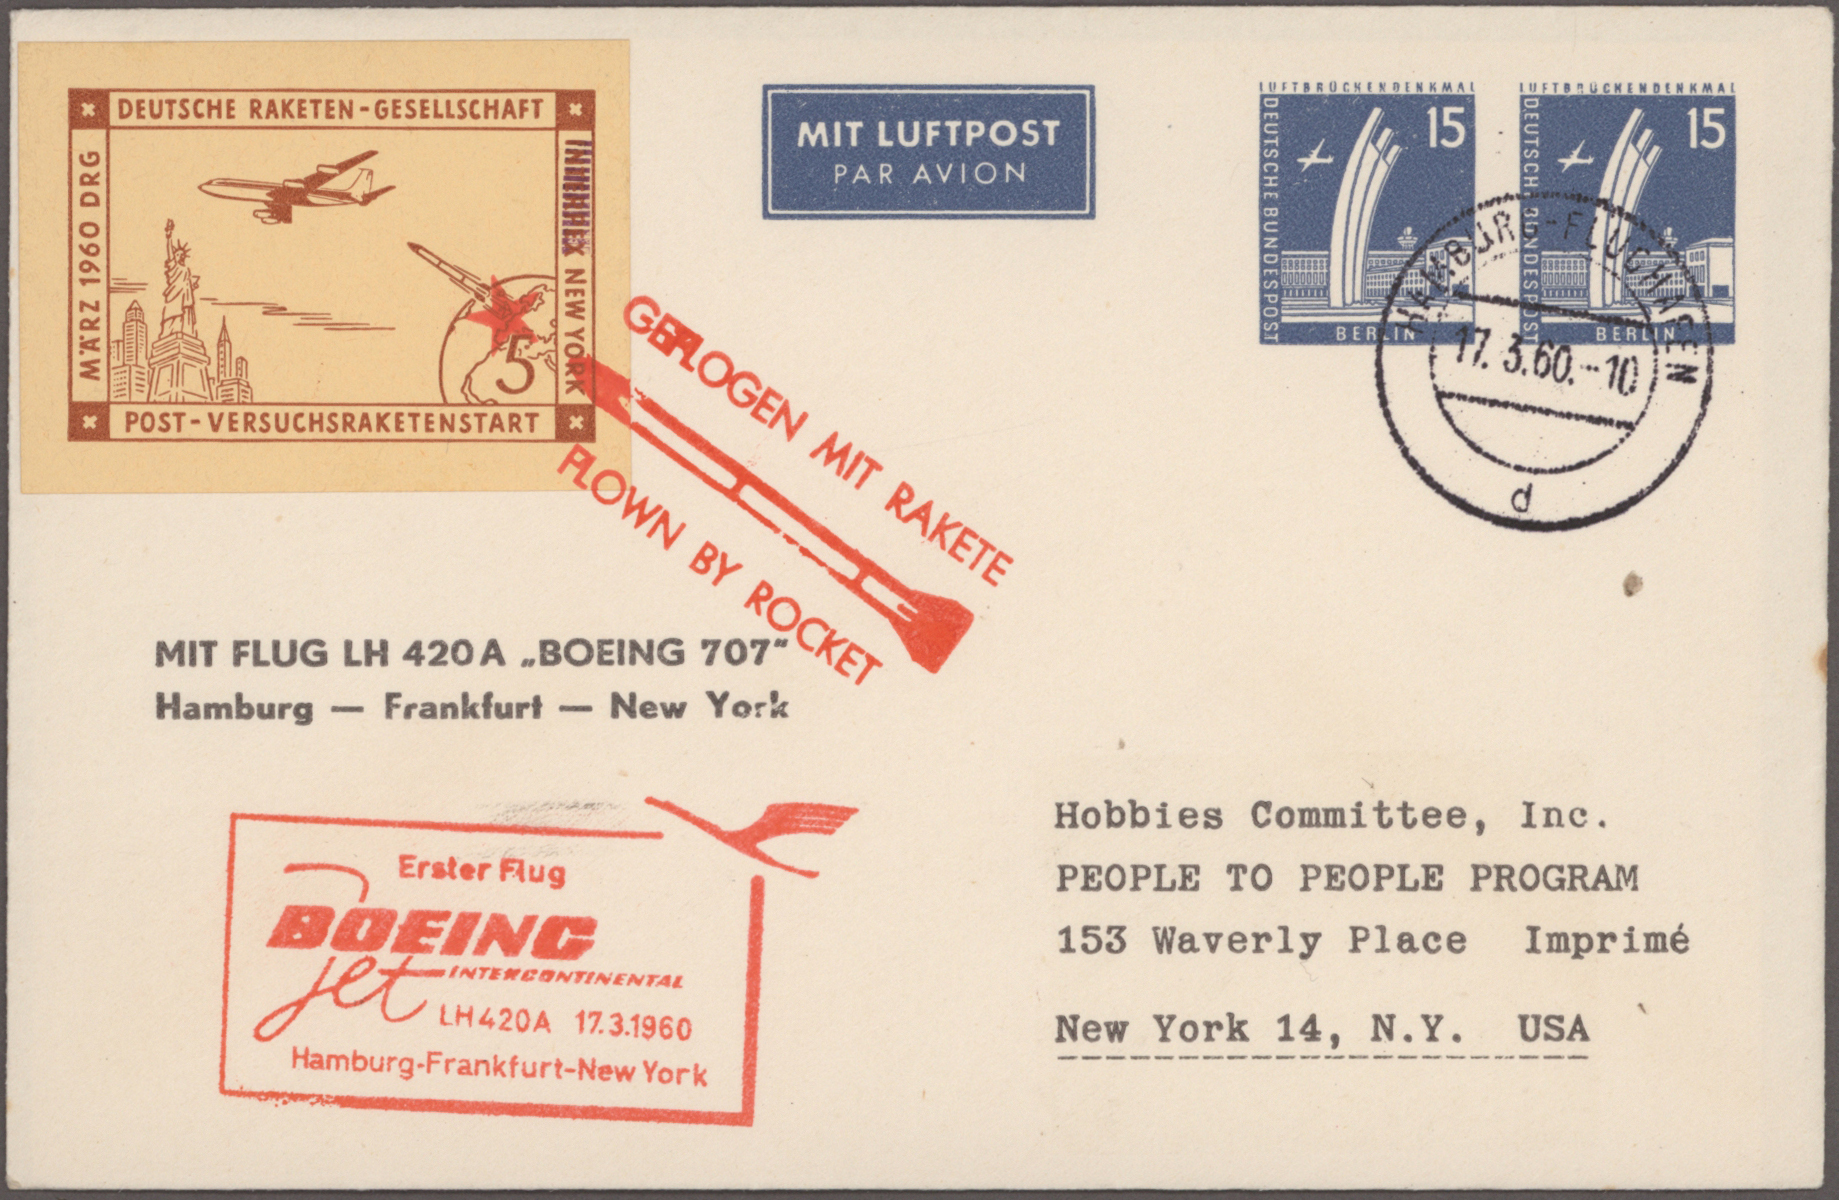 DEUTSCHE RAKETEN-GESELLSCHAFT
MÄRZ 1960 DRG
NEW YORK
5
POST-VERSUCHSRAKETENSTART
MIT LUFTPOST
PAR AVION
LUFTBRÜCKENDENKMAL
DEUTSCHE BUNDESPOST
15
BERLIN
LUFTBRÜCKENDENKMAL
DEUTSCHE BUNDESPOST
15
BERLIN
HAMBURG-FLUGHAFEN
17.3.60.-10
d
GEFLOGEN MIT RAKETE
FLOWN BY ROCKET
MIT FLUG LH 420A „BOEING 707“
Hamburg — Frankfurt — New York
Erster Flug
BOEING
Jet INTERCONTINENTAL
LH420A 17.3.1960
Hamburg-Frankfurt-New York
Hobbies Committee, Inc.
PEOPLE TO PEOPLE PROGRAM
153 Waverly Place Imprimé
New York 14, N.Y. USA